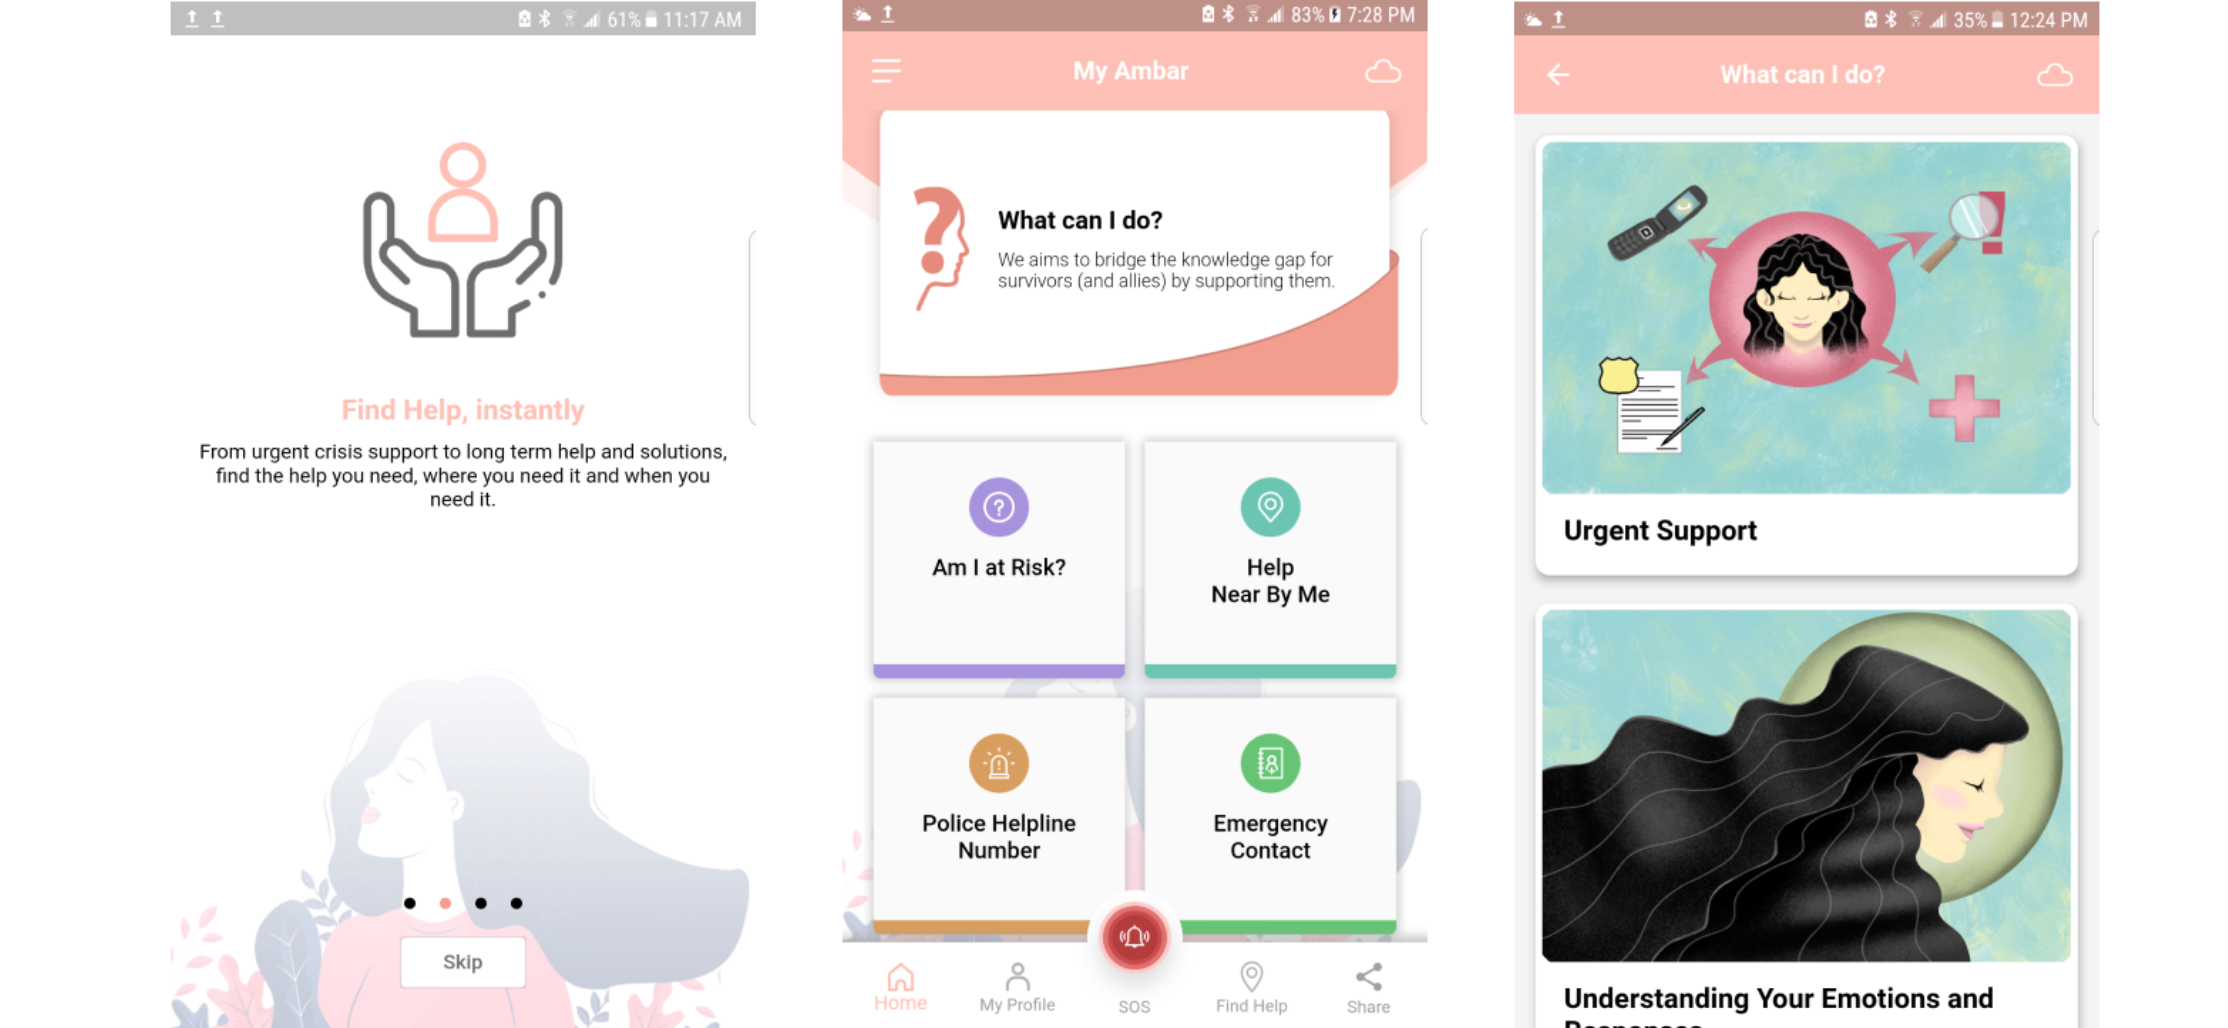 61% 11:17 AM
Find Help, instantly
From urgent crisis support to long term help and solutions,
find the help you need, where you need it and when you
need it.
Skip
83% 7:28 PM
My Ambar
What can I do?
We aims to bridge the knowledge gap for
survivors (and allies) by supporting them.
Am I at Risk?
Help
Near By Me
Police Helpline
Number
Emergency
Contact
Home
My Profile
SOS
Find Help
Share
35% 12:24 PM
What can I do?
Urgent Support
Understanding Your Emotions and